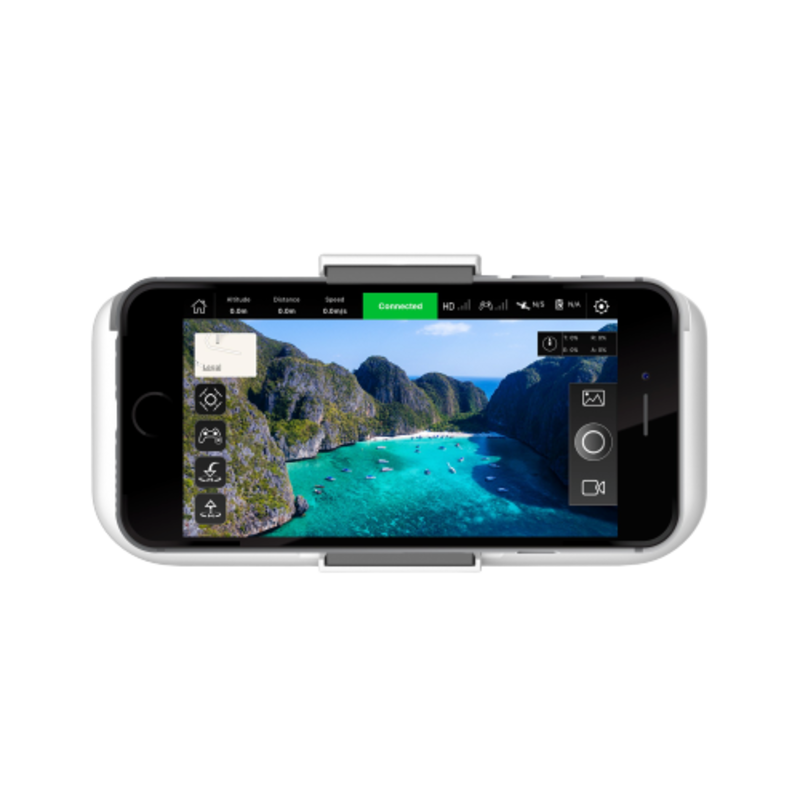 Altitude Distance Speed
0.0m 0.0m 0.0m/s
Connected
HD
N/S
N/A
Local
T: 0% R: 0%
E: 0% A: 0%